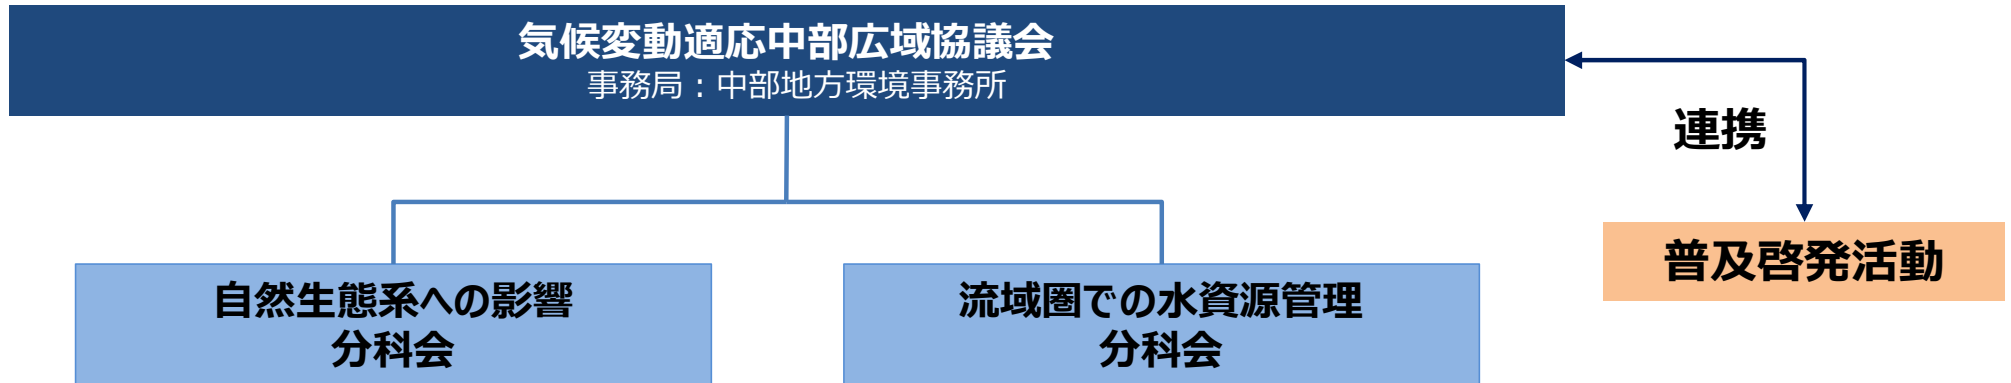 気候変動適応中部広域協議会
事務局：中部地方環境事務所
連携
普及啓発活動
自然生態系への影響
分科会
流域圏での水資源管理
分科会